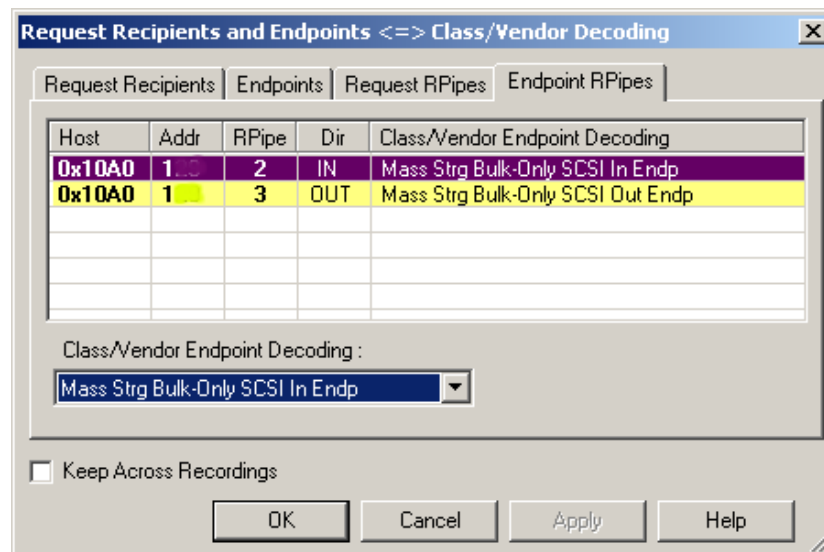 Request Recipients and Endpoints <=> Class/Vendor Decoding
Request Recipients Endpoints Request RPipes Endpoint RPipes
Host Addr RPipe Dir Class/Vendor Endpoint Decoding
0x10A0 1 2 IN Mass Strg Bulk-Only SCSI In Endp
0x10A0 1 3 OUT Mass Strg Bulk-Only SCSI Out Endp
Class/Vendor Endpoint Decoding :
Mass Strg Bulk-Only SCSI In Endp
Keep Across Recordings
OK Cancel Apply Help